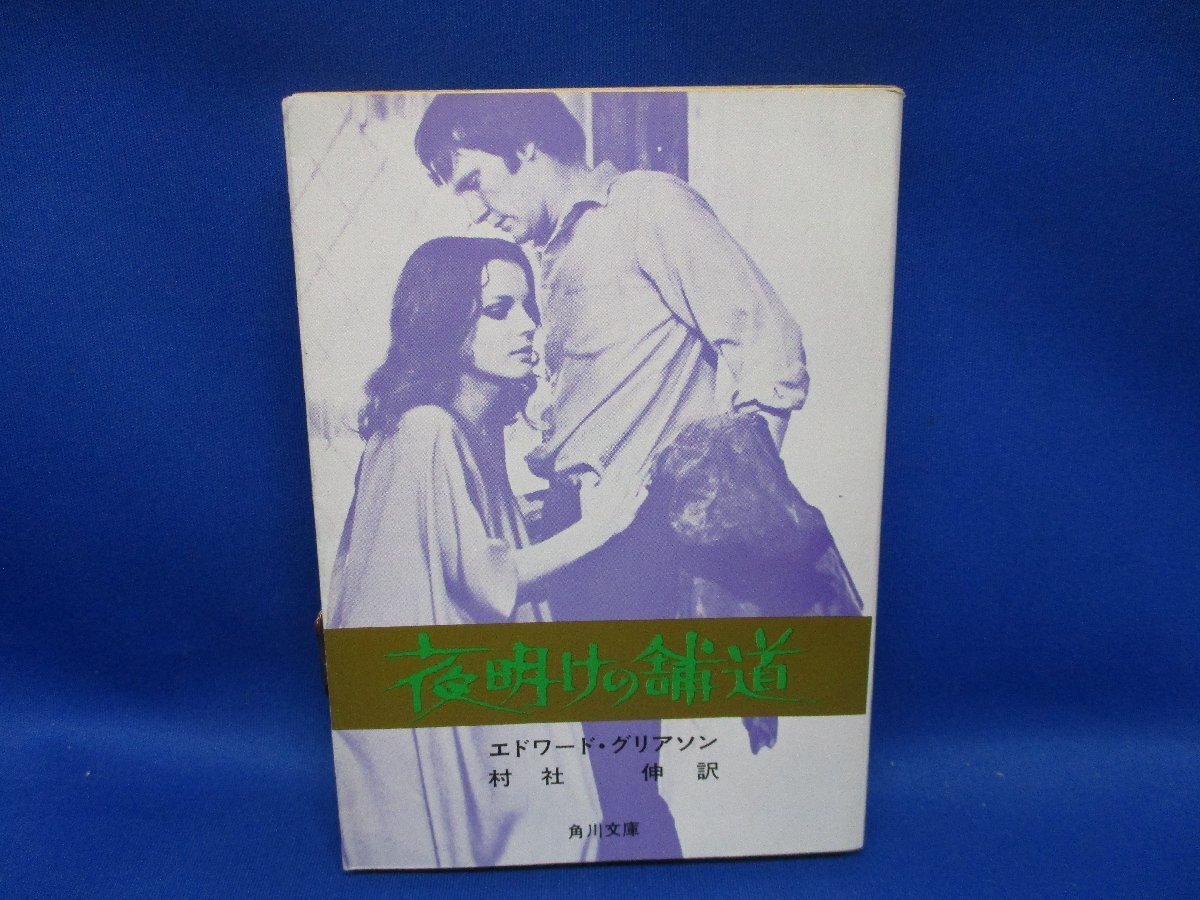 夜明けの舗道
エドワード・グリアソン
村社 伸 訳
角川文庫